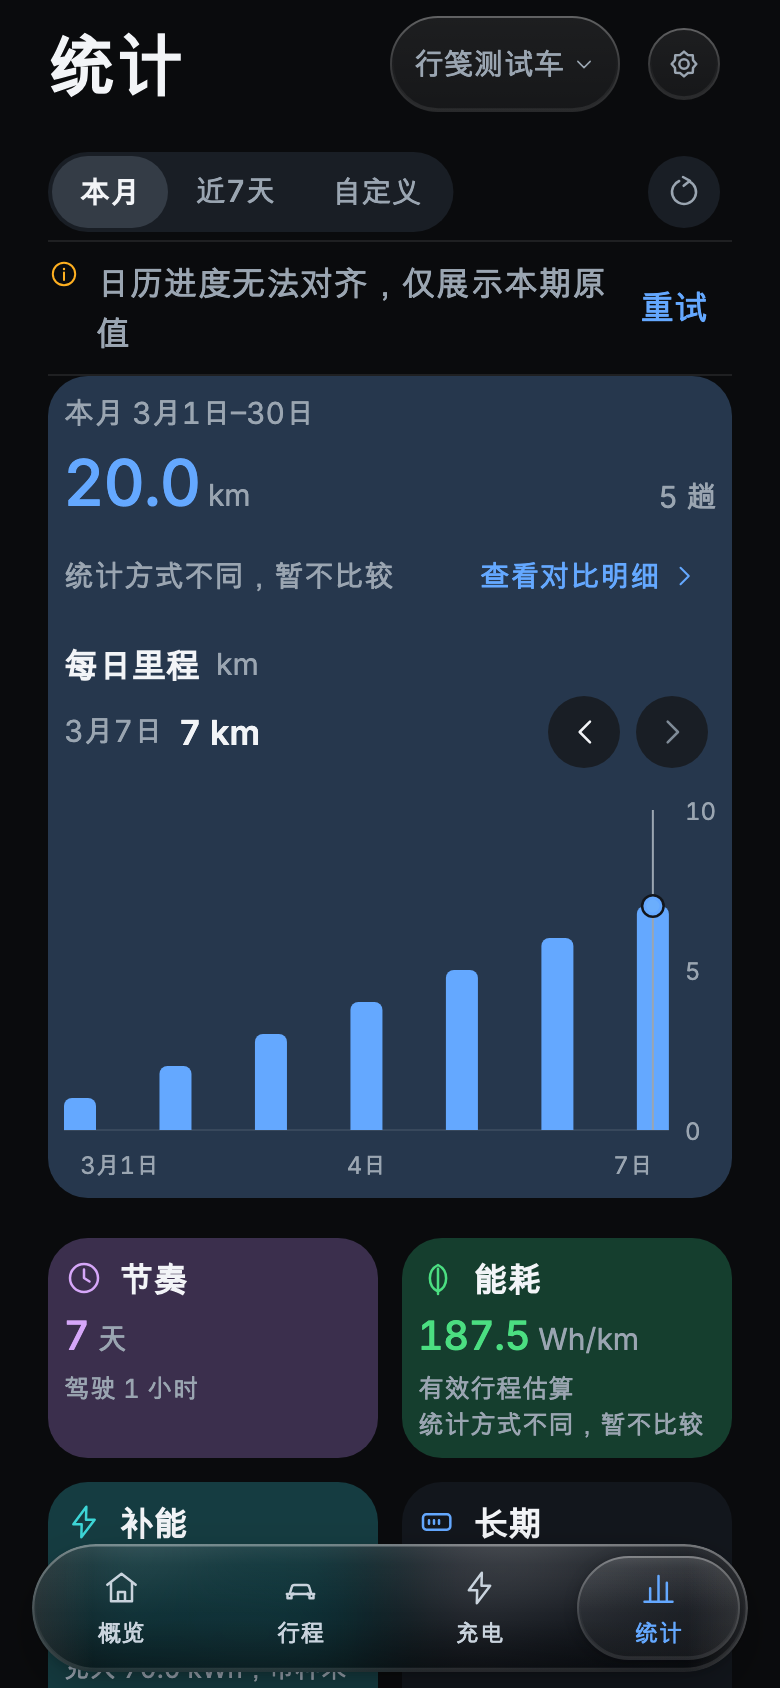 统计
行笺测试车
本月 近7天 自定义
日历进度无法对齐，仅展示本期原
值
重试
本月 3月1日–30日
20.0 km
5 趟
统计方式不同，暂不比较
查看对比明细
每日里程 km
3月7日 7 km
10
5
0
3月1日 4日 7日
节奏
7 天
驾驶 1 小时
能耗
187.5 Wh/km
有效行程估算
统计方式不同，暂不比较
补能
长期
概览 行程 充电 统计